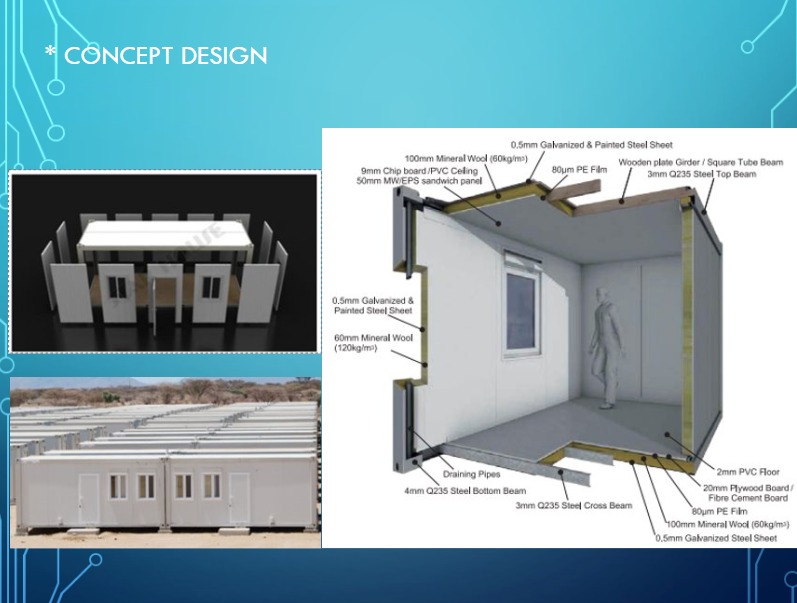 * CONCEPT DESIGN
0.5mm Galvanized & Painted Steel Sheet
100mm Mineral Wool (60kg/m³)
9mm Chip board /PVC Ceiling
50mm MW/EPS sandwich panel
80μm PE Film
Wooden plate Girder / Square Tube Beam
3mm Q235 Steel Top Beam
0.5mm Galvanized &
Painted Steel Sheet
60mm Mineral Wool
(120kg/m³)
Draining Pipes
4mm Q235 Steel Bottom Beam
3mm Q235 Steel Cross Beam
2mm PVC Floor
20mm Plywood Board /
Fibre Cement Board
80μm PE Film
100mm Mineral Wool (60kg/m³)
0.5mm Galvanized Steel Sheet